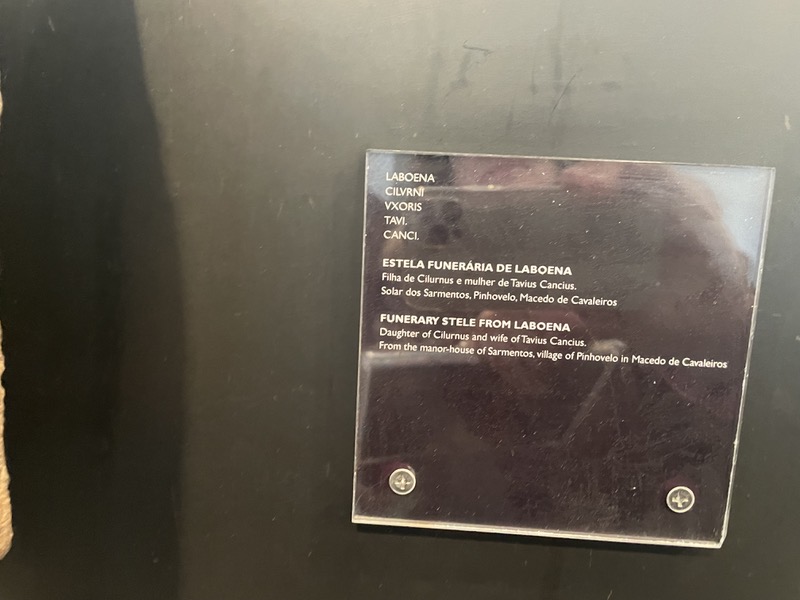 LABOENA
CILVRNI
VXORIS
TAVI.
CANCI.
ESTELA FUNERÁRIA DE LABOENA
Filha de Cilurnus e mulher de Tavius Cancius.
Solar dos Sarmentos, Pinhovelo, Macedo de Cavaleiros
FUNERARY STELE FROM LABOENA
Daughter of Cilurnus and wife of Tavius Cancius.
From the manor-house of Sarmentos, village of Pinhovelo in Macedo de Cavaleiros